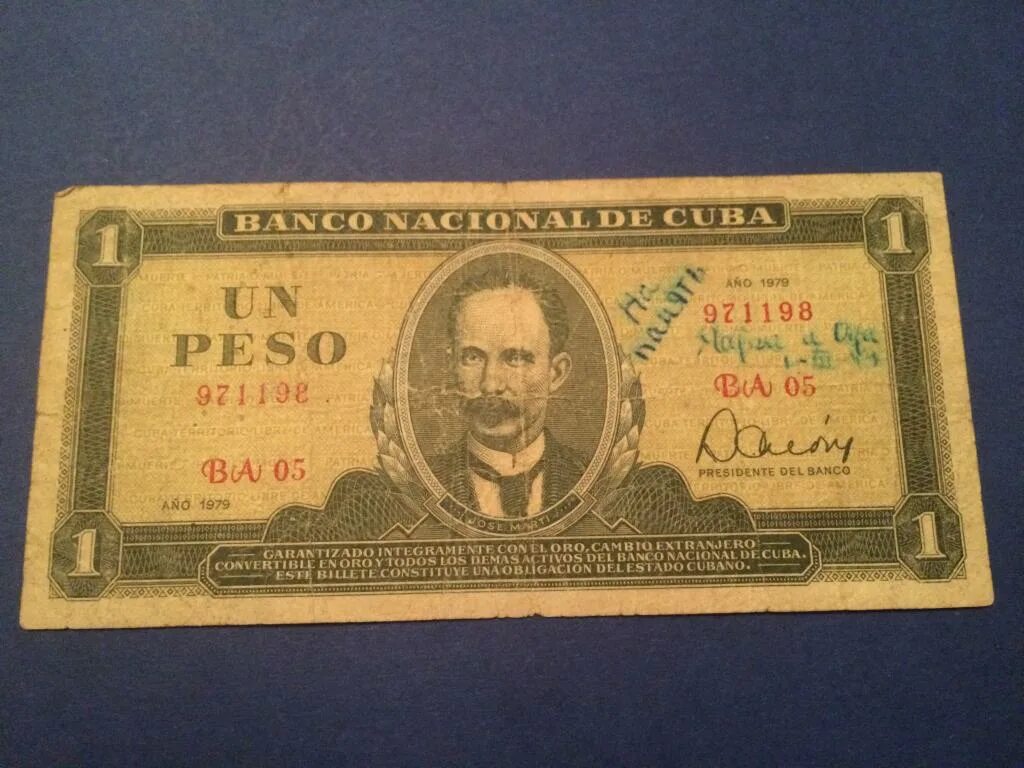 BANCO NACIONAL DE CUBA
1
1
UN
PESO
971198
BA 05
AÑO 1979
JOSE MARTI
На
память
AÑO 1979
971198
BA 05
PRESIDENTE DEL BANCO
1
1
GARANTIZADO INTEGRAMENTE CON EL ORO, CAMBIO EXTRANJERO
CONVERTIBLE EN ORO Y TODOS LOS DEMAS ACTIVOS DEL BANCO NACIONAL DE CUBA.
ESTE BILLETE CONSTITUYE UNA OBLIGACION DEL ESTADO CUBANO.